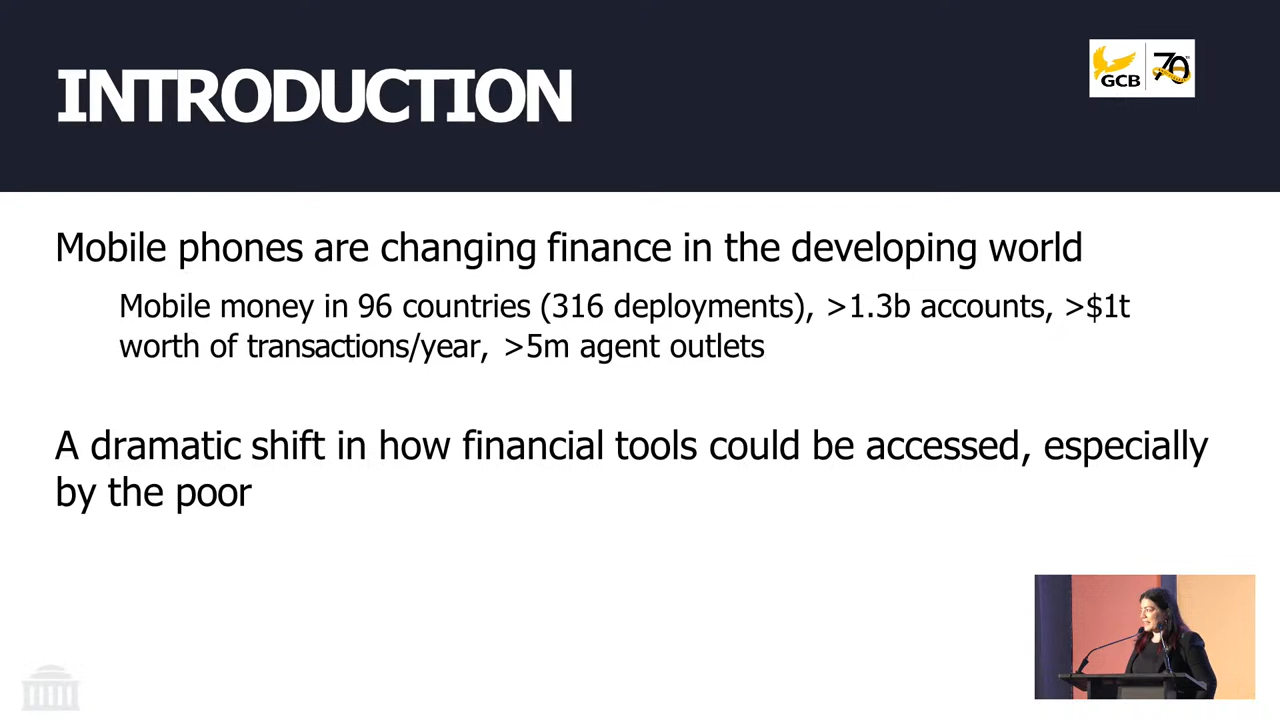 INTRODUCTION
GCB
70
Mobile phones are changing finance in the developing world
Mobile money in 96 countries (316 deployments), >1.3b accounts, >$1t
worth of transactions/year, >5m agent outlets
A dramatic shift in how financial tools could be accessed, especially
by the poor